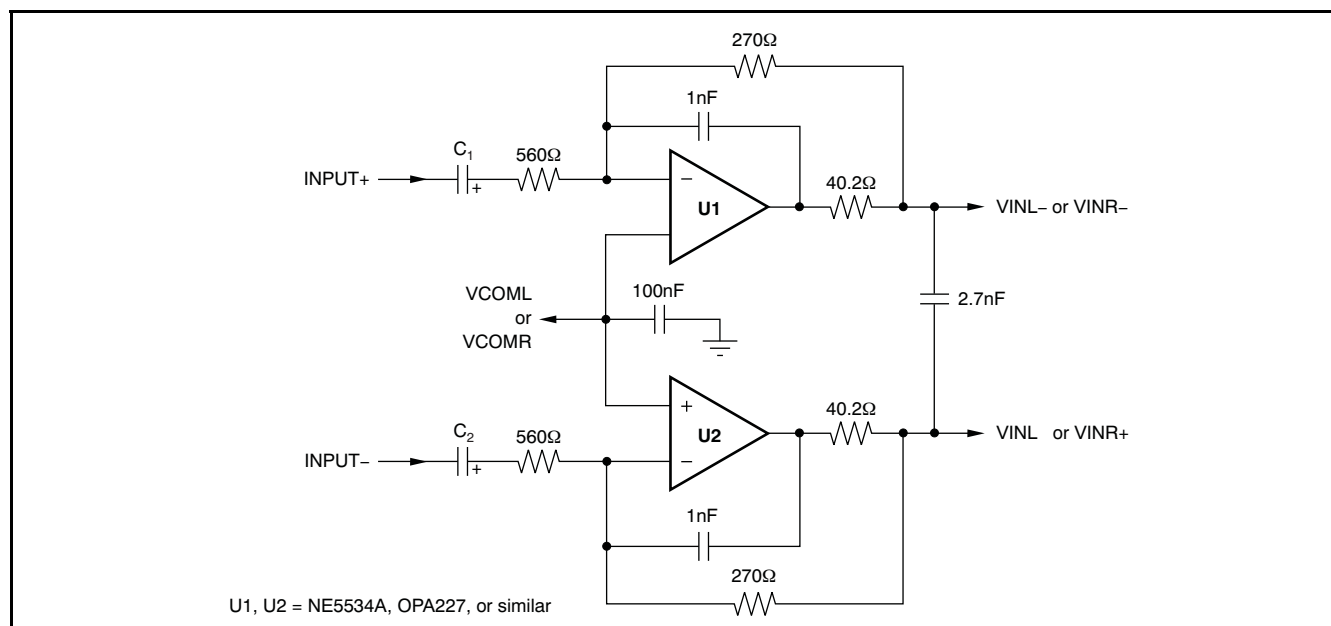 270Ω
1nF
C1
+
560Ω
INPUT+
−
U1
40.2Ω
VINL− or VINR−
VCOML
or
VCOMR
100nF
2.7nF
+
U2
−
40.2Ω
VINL or VINR+
C2
+
560Ω
INPUT−
1nF
270Ω
U1, U2 = NE5534A, OPA227, or similar